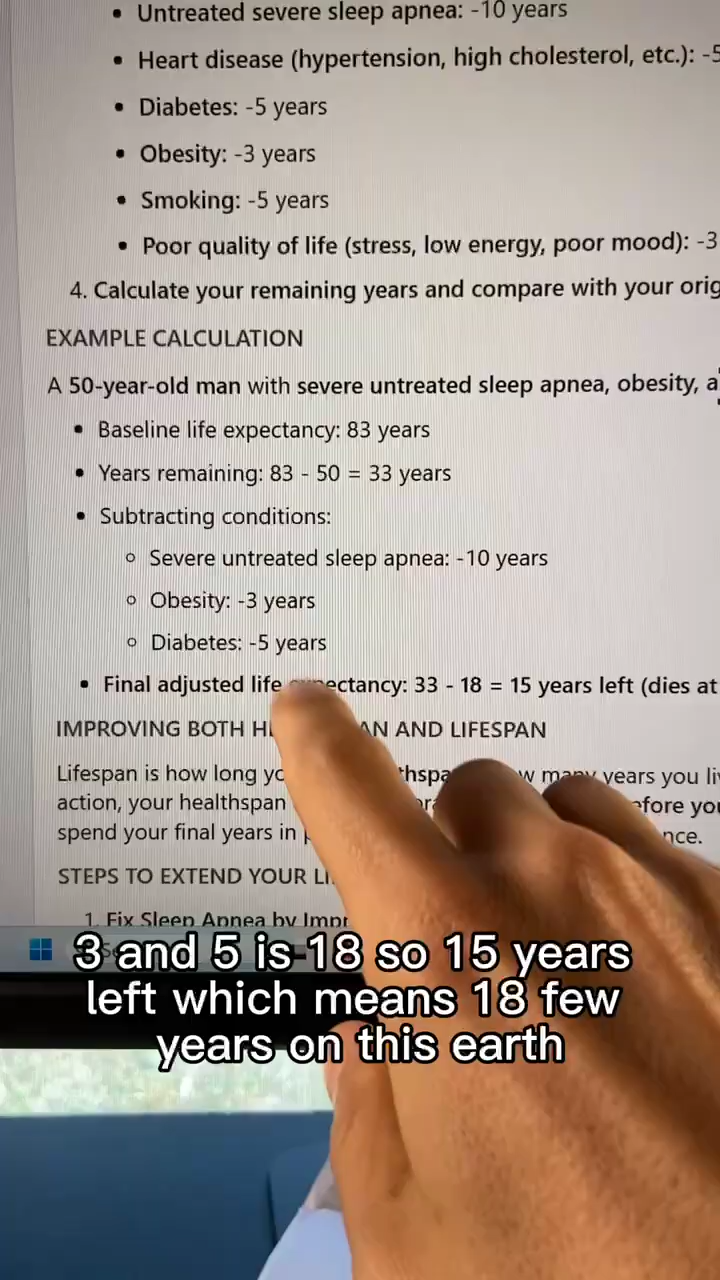 • Untreated severe sleep apnea: -10 years
• Heart disease (hypertension, high cholesterol, etc.): -5
• Diabetes: -5 years
• Obesity: -3 years
• Smoking: -5 years
• Poor quality of life (stress, low energy, poor mood): -3
4. Calculate your remaining years and compare with your orig
EXAMPLE CALCULATION
A 50-year-old man with severe untreated sleep apnea, obesity, a
• Baseline life expectancy: 83 years
• Years remaining: 83 - 50 = 33 years
• Subtracting conditions:
○ Severe untreated sleep apnea: -10 years
○ Obesity: -3 years
○ Diabetes: -5 years
• Final adjusted life expectancy: 33 - 18 = 15 years left (dies at
IMPROVING BOTH AN AND LIFESPAN
Lifespan is how long many years you liv
action, your healthspan efore you
spend your final years in nce.
STEPS TO EXTEND YOUR
1. Fix Sleep Apnea by Impr
3 and 5 is 18 so 15 years
left which means 18 few
years on this earth